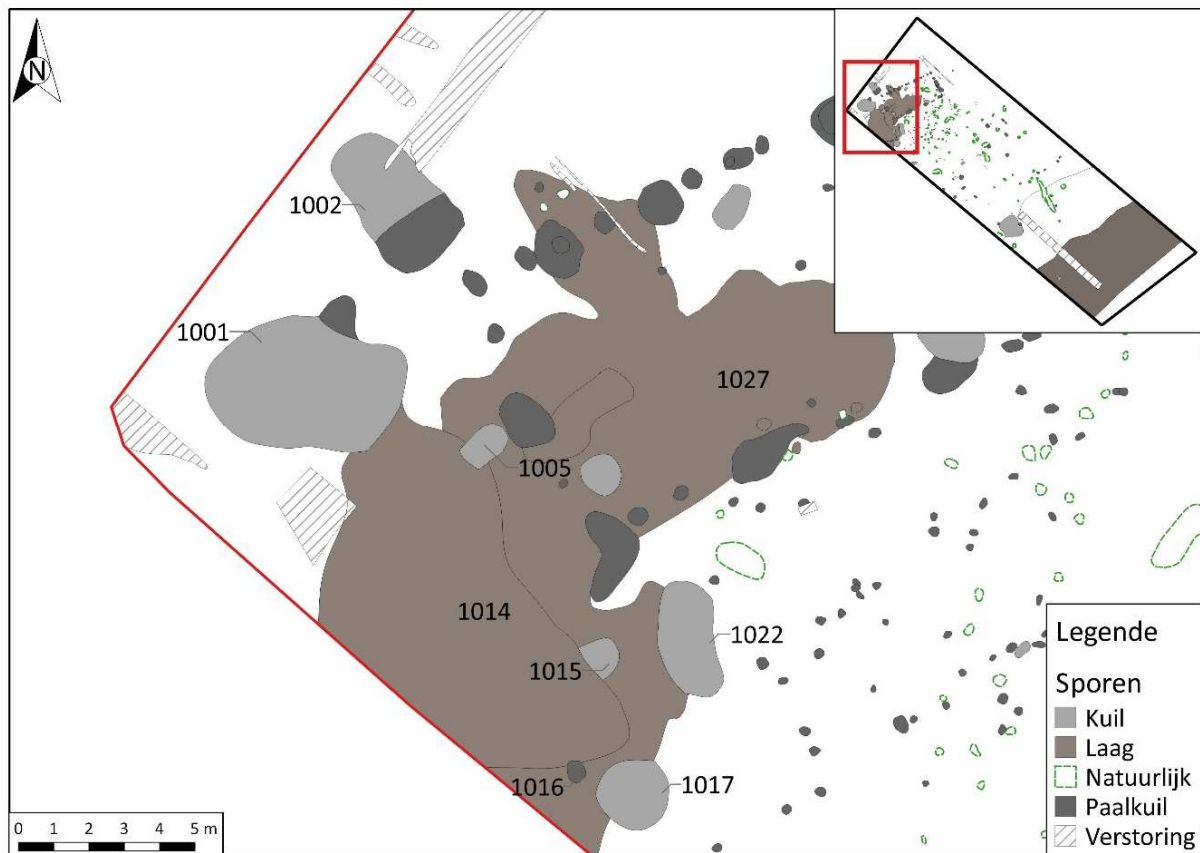 N
1002
1001
1027
1005
1014
1022
1015
1016
1017
Legende
Sporen
Kuil
Laag
Natuurlijk
Paalkuil
Verstoring
0 1 2 3 4 5 m